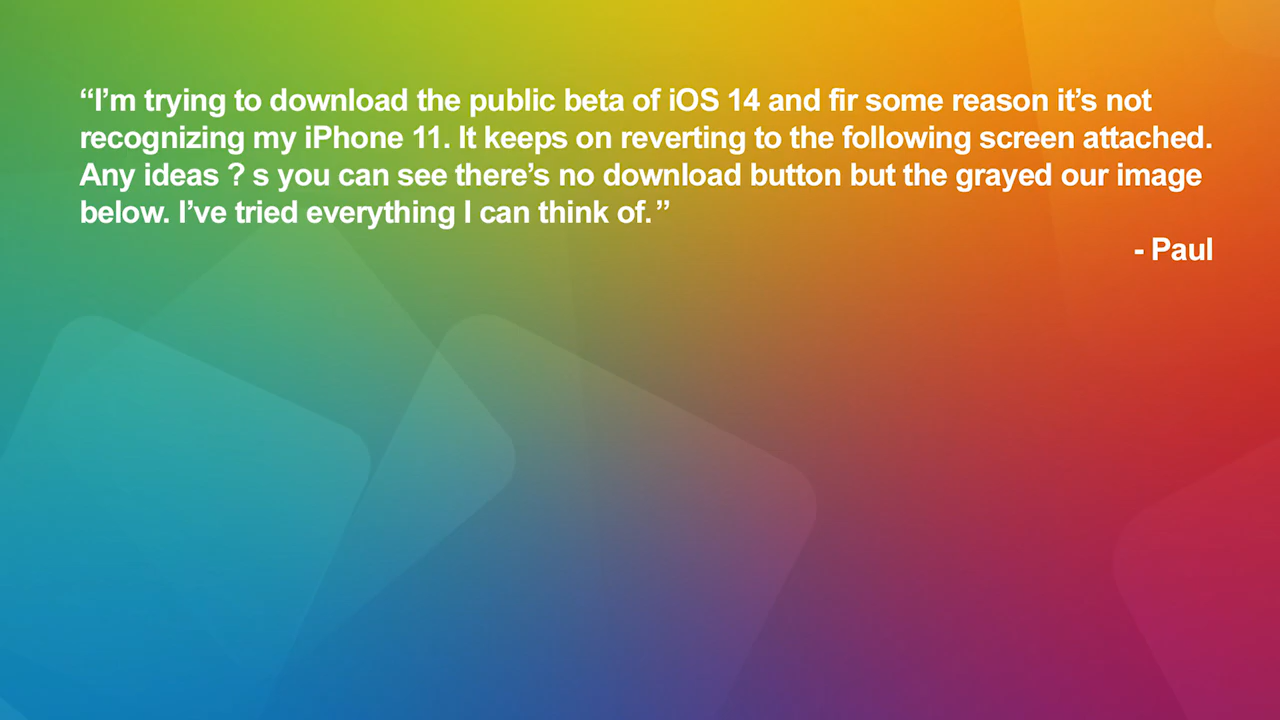 “I’m trying to download the public beta of iOS 14 and fir some reason it’s not
recognizing my iPhone 11. It keeps on reverting to the following screen attached.
Any ideas ? s you can see there’s no download button but the grayed our image
below. I’ve tried everything I can think of.”
- Paul